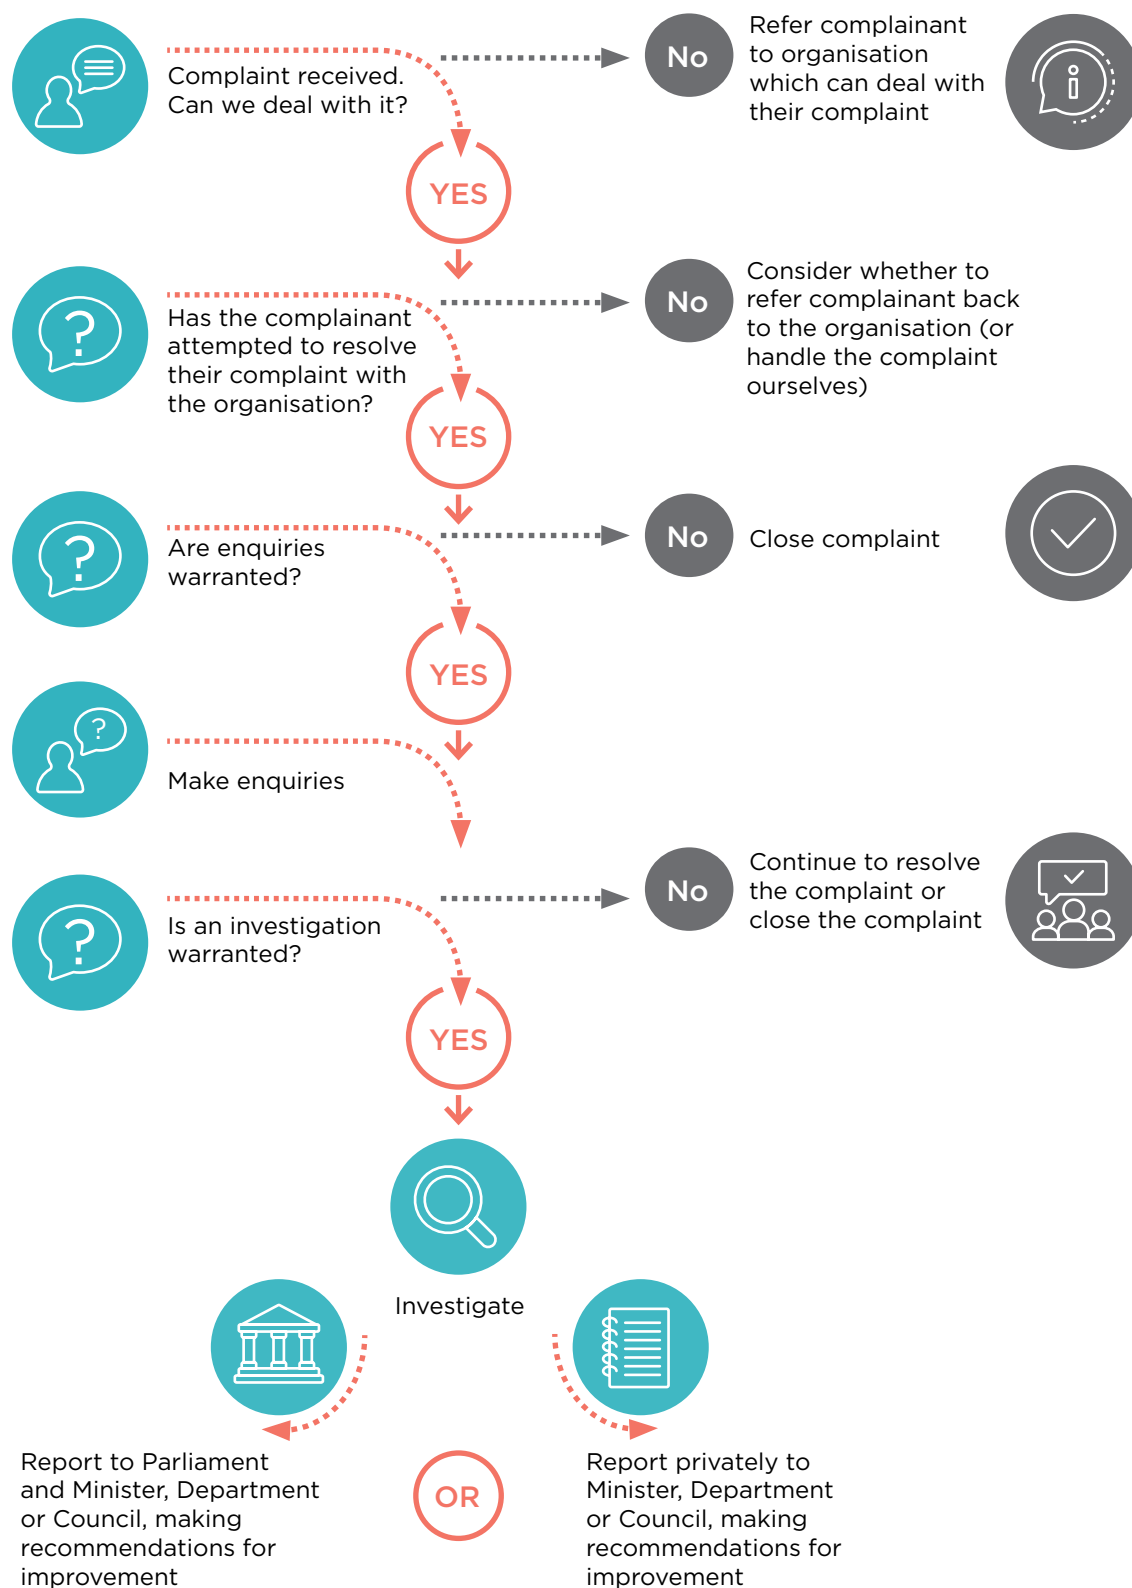 Complaint received.
Can we deal with it?
No
Refer complainant
to organisation
which can deal with
their complaint
i
YES
?
Has the complainant
attempted to resolve
their complaint with
the organisation?
No
Consider whether to
refer complainant back
to the organisation (or
handle the complaint
ourselves)
YES
?
Are enquiries
warranted?
No
Close complaint
YES
?
Make enquiries
?
Is an investigation
warranted?
No
Continue to resolve
the complaint or
close the complaint
YES
Investigate
Report to Parliament
and Minister, Department
or Council, making
recommendations for
improvement
OR
Report privately to
Minister, Department
or Council, making
recommendations for
improvement